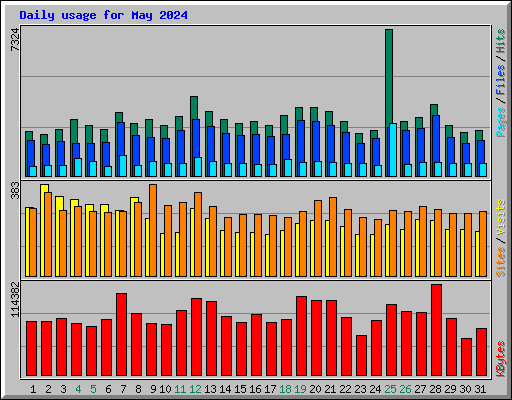 Daily usage for May 2024
7324
Pages / Files / Hits
383
Sites / Visits
114382
KBytes
1 2 3 4 5 6 7 8 9 10 11 12 13 14 15 16 17 18 19 20 21 22 23 24 25 26 27 28 29 30 31